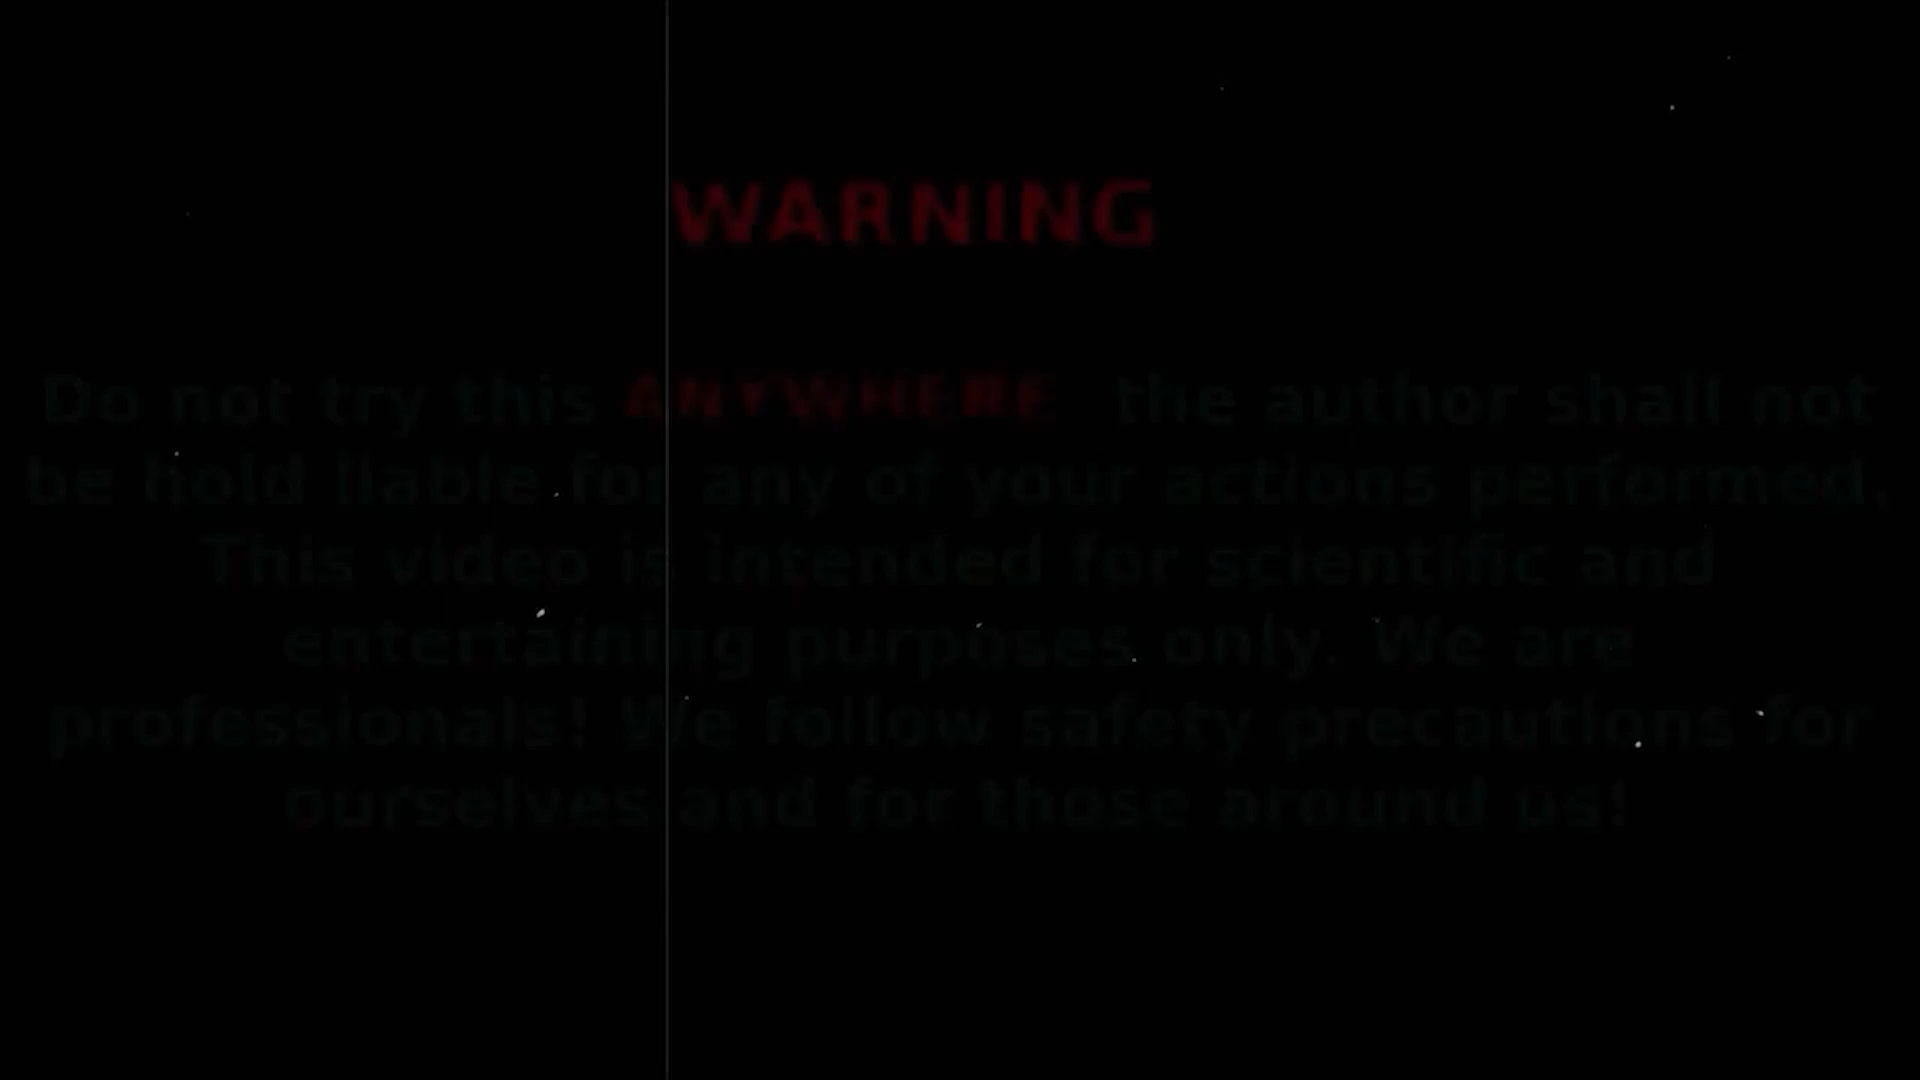 WARNING
Do not try this ANYWHERE the author shall not
be hold liable for any of your actions performed.
This video is intended for scientific and
entertaining purposes only. We are
professionals! We follow safety precautions for
ourselves and for those around us!